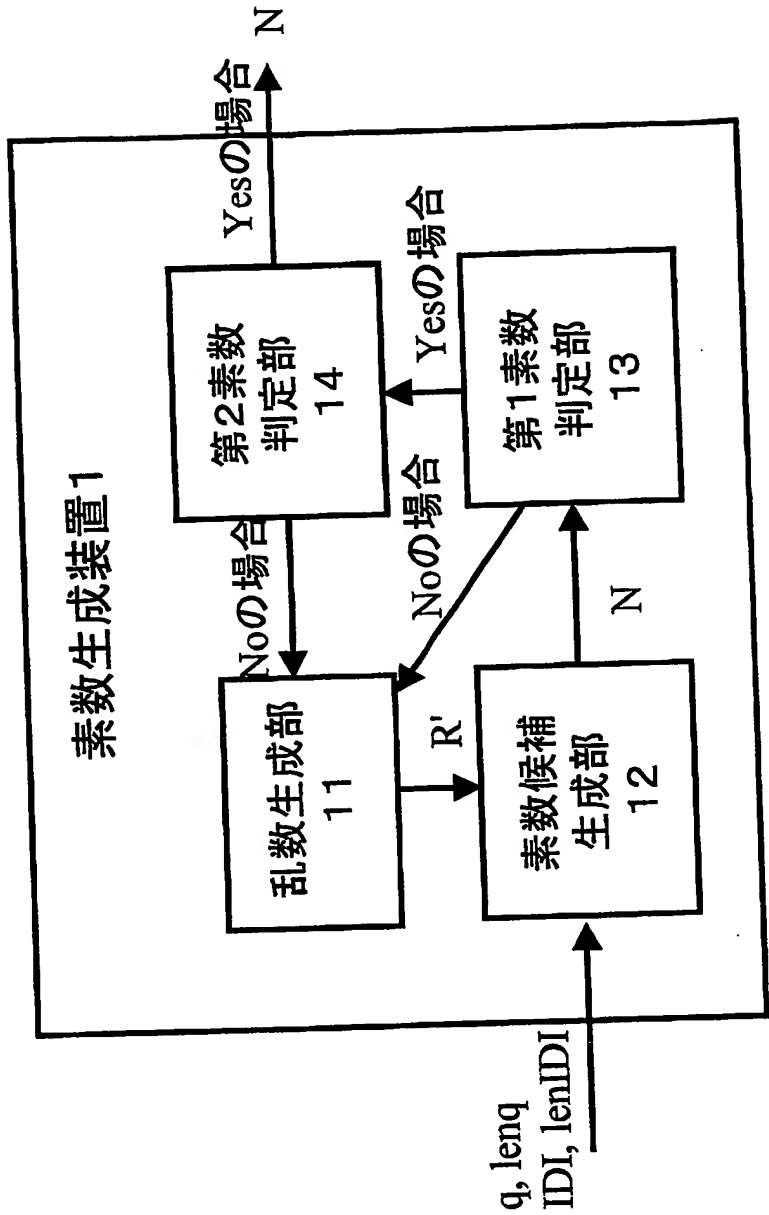 素数生成装置1
乱数生成部
11
Noの場合
第2素数
判定部
14
Yesの場合
N
R'
Noの場合
Yesの場合
q, lenq
IDI, lenIDI
素数候補
生成部
12
N
第1素数
判定部
13